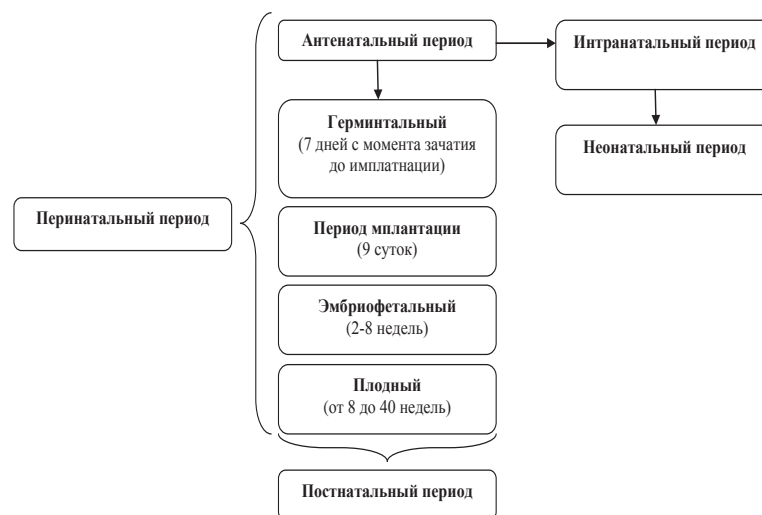 Антенатальный период
Интранатальный период
Герминтальный
(7 дней с момента зачатия
до имплатнации)
Неонатальный период
Перинатальный период
Период мплантации
(9 суток)
Эмбриофетальный
(2-8 недель)
Плодный
(от 8 до 40 недель)
Постнатальный период